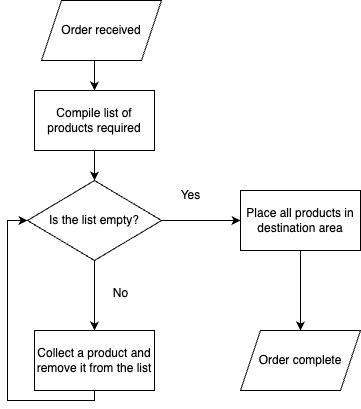 Order received
Compile list of
products required
Is the list empty?
Yes
Place all products in
destination area
No
Collect a product and
remove it from the list
Order complete